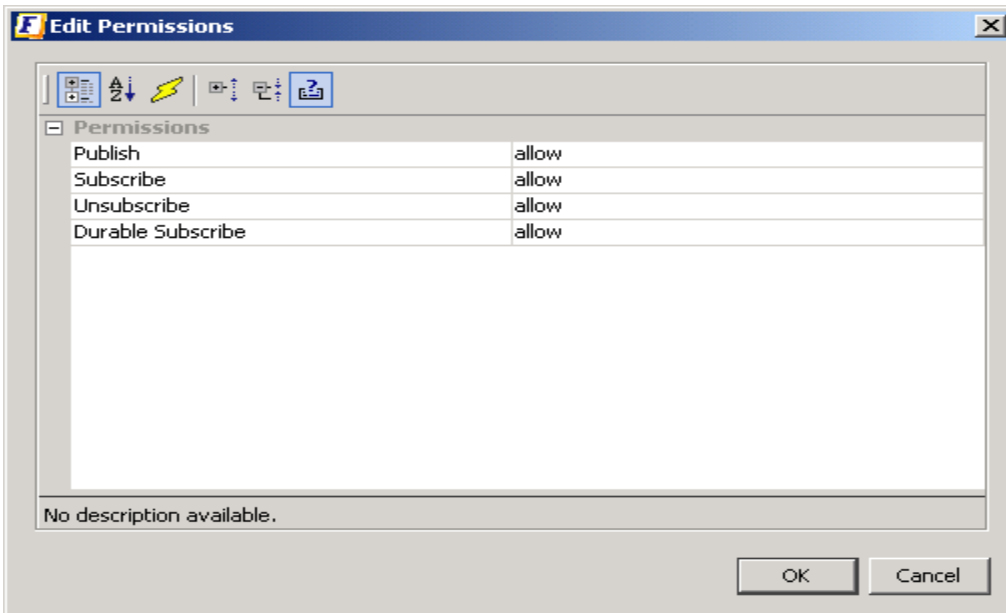 Edit Permissions
Permissions
Publish allow
Subscribe allow
Unsubscribe allow
Durable Subscribe allow
No description available.
OK Cancel